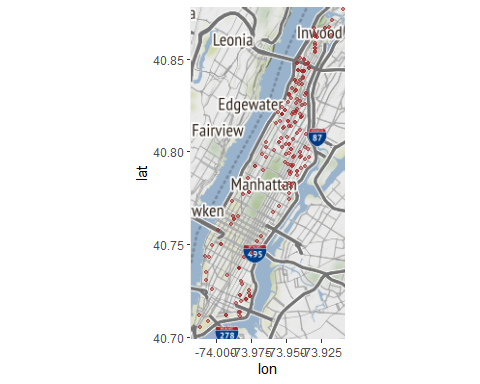 a
Leonia
Inwood
40.85
Edgewater
Fairview
87
40.80
lat
Manhattan
wken
40.75
495
40.70
278
-74.000
-73.975
-73.950
-73.925
lon